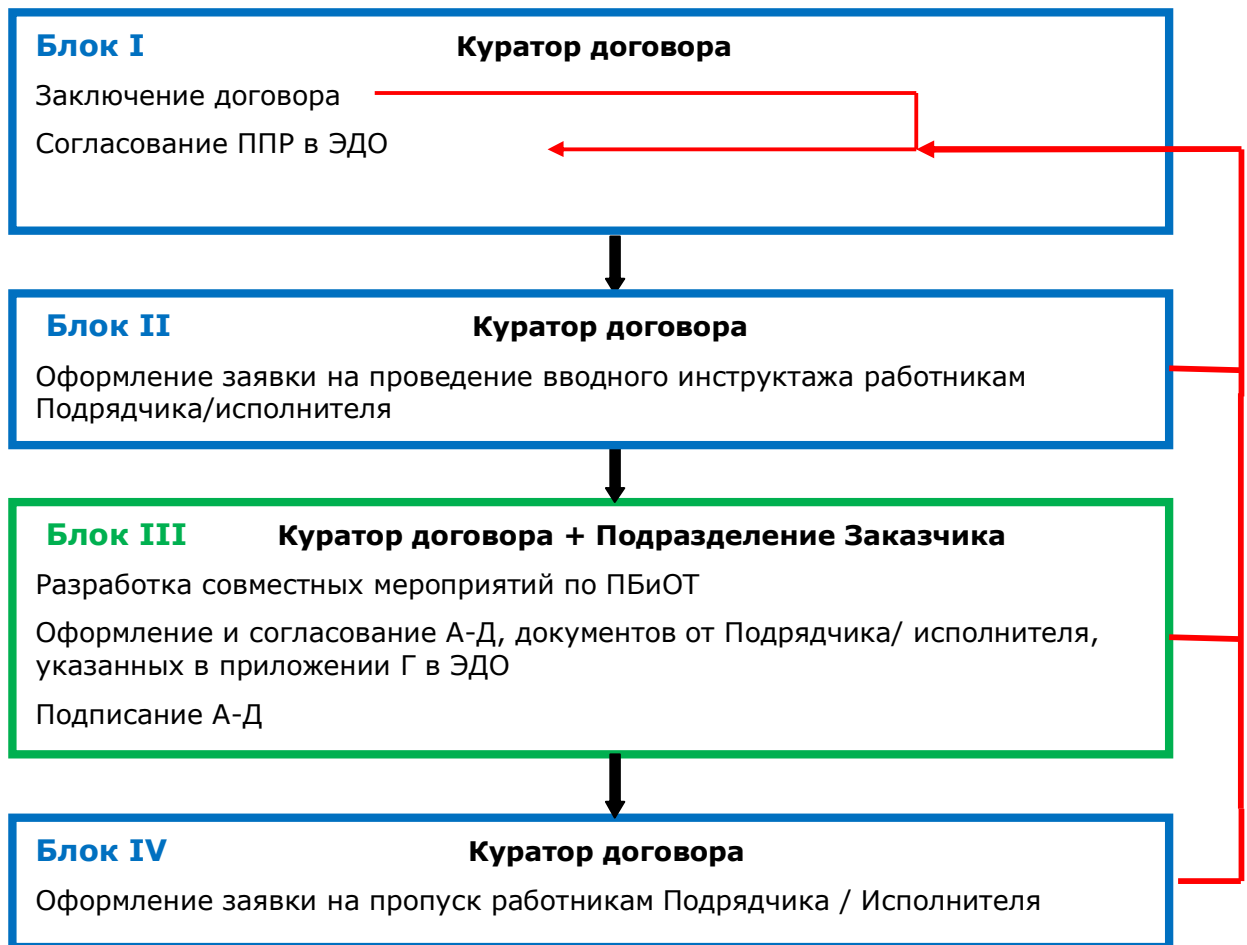 Блок I Куратор договора
Заключение договора
Согласование ППР в ЭДО
Блок II Куратор договора
Оформление заявки на проведение вводного инструктажа работникам
Подрядчика/исполнителя
Блок III Куратор договора + Подразделение Заказчика
Разработка совместных мероприятий по ПБиОТ
Оформление и согласование А-Д, документов от Подрядчика/ исполнителя,
указанных в приложении Г в ЭДО
Подписание А-Д
Блок IV Куратор договора
Оформление заявки на пропуск работникам Подрядчика / Исполнителя